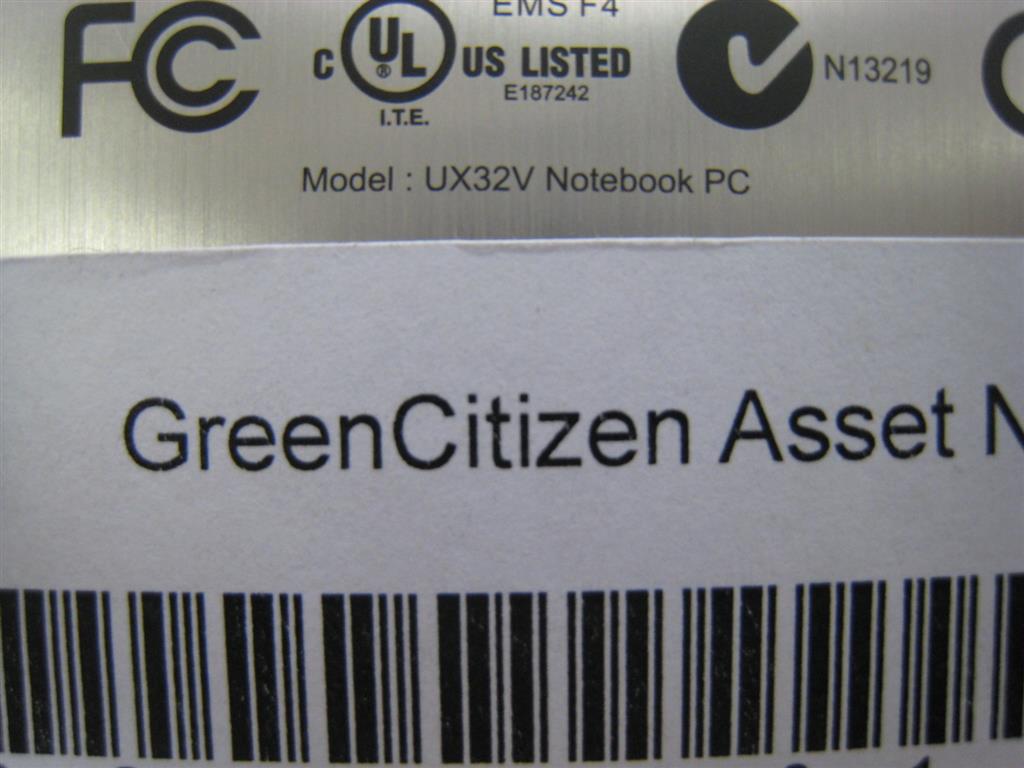 EMS F4
FC
c UL® US LISTED
E187242
I.T.E.
N13219
Model : UX32V Notebook PC
GreenCitizen Asset N